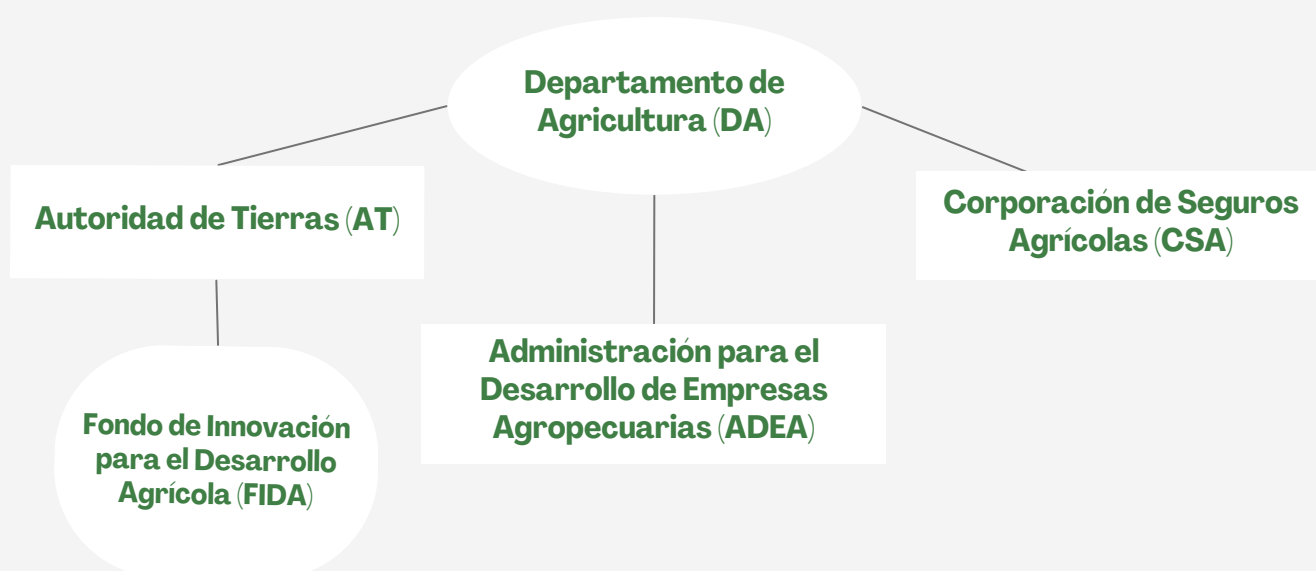 Departamento de
Agricultura (DA)
Autoridad de Tierras (AT)
Corporación de Seguros
Agrícolas (CSA)
Administración para el
Desarrollo de Empresas
Agropecuarias (ADEA)
Fondo de Innovación
para el Desarrollo
Agrícola (FIDA)